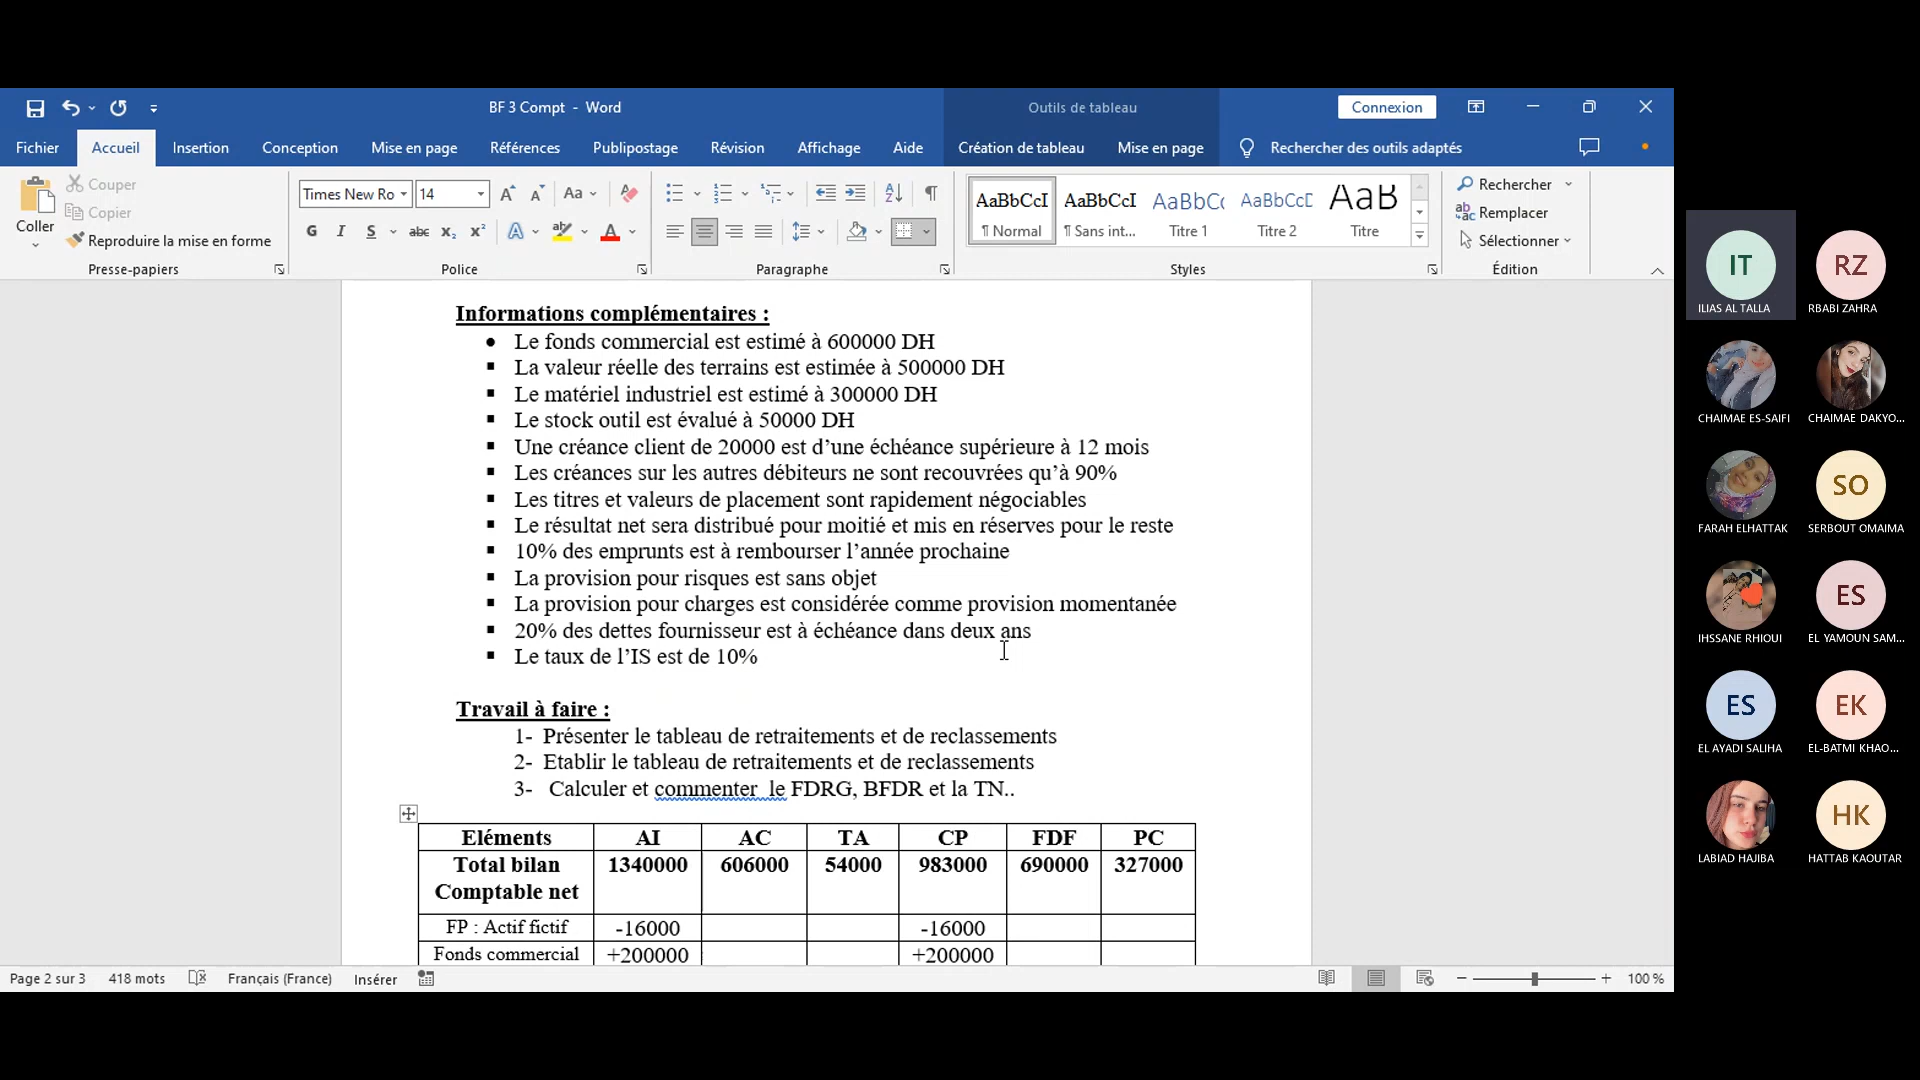 BF 3 Compt - Word
Outils de tableau
Connexion
Fichier Accueil Insertion Conception Mise en page Références Publipostage Révision Affichage Aide Création de tableau Mise en page Rechercher des outils adaptés
Coller
Couper
Copier
Reproduire la mise en forme
Presse-papiers
Times New Ro 14
G I S abc x₂ x²
Police
Paragraphe
AaBbCcI AaBbCcI AaBbCc AaBbCcD AaB
¶ Normal ¶ Sans int... Titre 1 Titre 2 Titre
Styles
Rechercher
Remplacer
Sélectionner
Édition
Informations complémentaires :
● Le fonds commercial est estimé à 600000 DH
▪ La valeur réelle des terrains est estimée à 500000 DH
▪ Le matériel industriel est estimé à 300000 DH
▪ Le stock outil est évalué à 50000 DH
▪ Une créance client de 20000 est d’une échéance supérieure à 12 mois
▪ Les créances sur les autres débiteurs ne sont recouvrées qu’à 90%
▪ Les titres et valeurs de placement sont rapidement négociables
▪ Le résultat net sera distribué pour moitié et mis en réserves pour le reste
▪ 10% des emprunts est à rembourser l’année prochaine
▪ La provision pour risques est sans objet
▪ La provision pour charges est considérée comme provision momentanée
▪ 20% des dettes fournisseur est à échéance dans deux ans
▪ Le taux de l’IS est de 10%
Travail à faire :
1- Présenter le tableau de retraitements et de reclassements
2- Etablir le tableau de retraitements et de reclassements
3- Calculer et commenter le FDRG, BFDR et la TN..
Eléments AI AC TA CP FDF PC
Total bilan Comptable net 1340000 606000 54000 983000 690000 327000
FP : Actif fictif -16000 -16000
Fonds commercial +200000 +200000
Page 2 sur 3 418 mots Français (France) Insérer 100 %
IT
ILIAS AL TALLA
RZ
RBABI ZAHRA
CHAIMAE ES-SAIFI
CHAIMAE DAKYO...
FARAH ELHATTAK
SO
SERBOUT OMAIMA
IHSSANE RHIOUI
ES
EL YAMOUN SAM...
ES
EL AYADI SALIHA
EK
EL-BATMI KHAO...
LABIAD HAJIBA
HK
HATTAB KAOUTAR